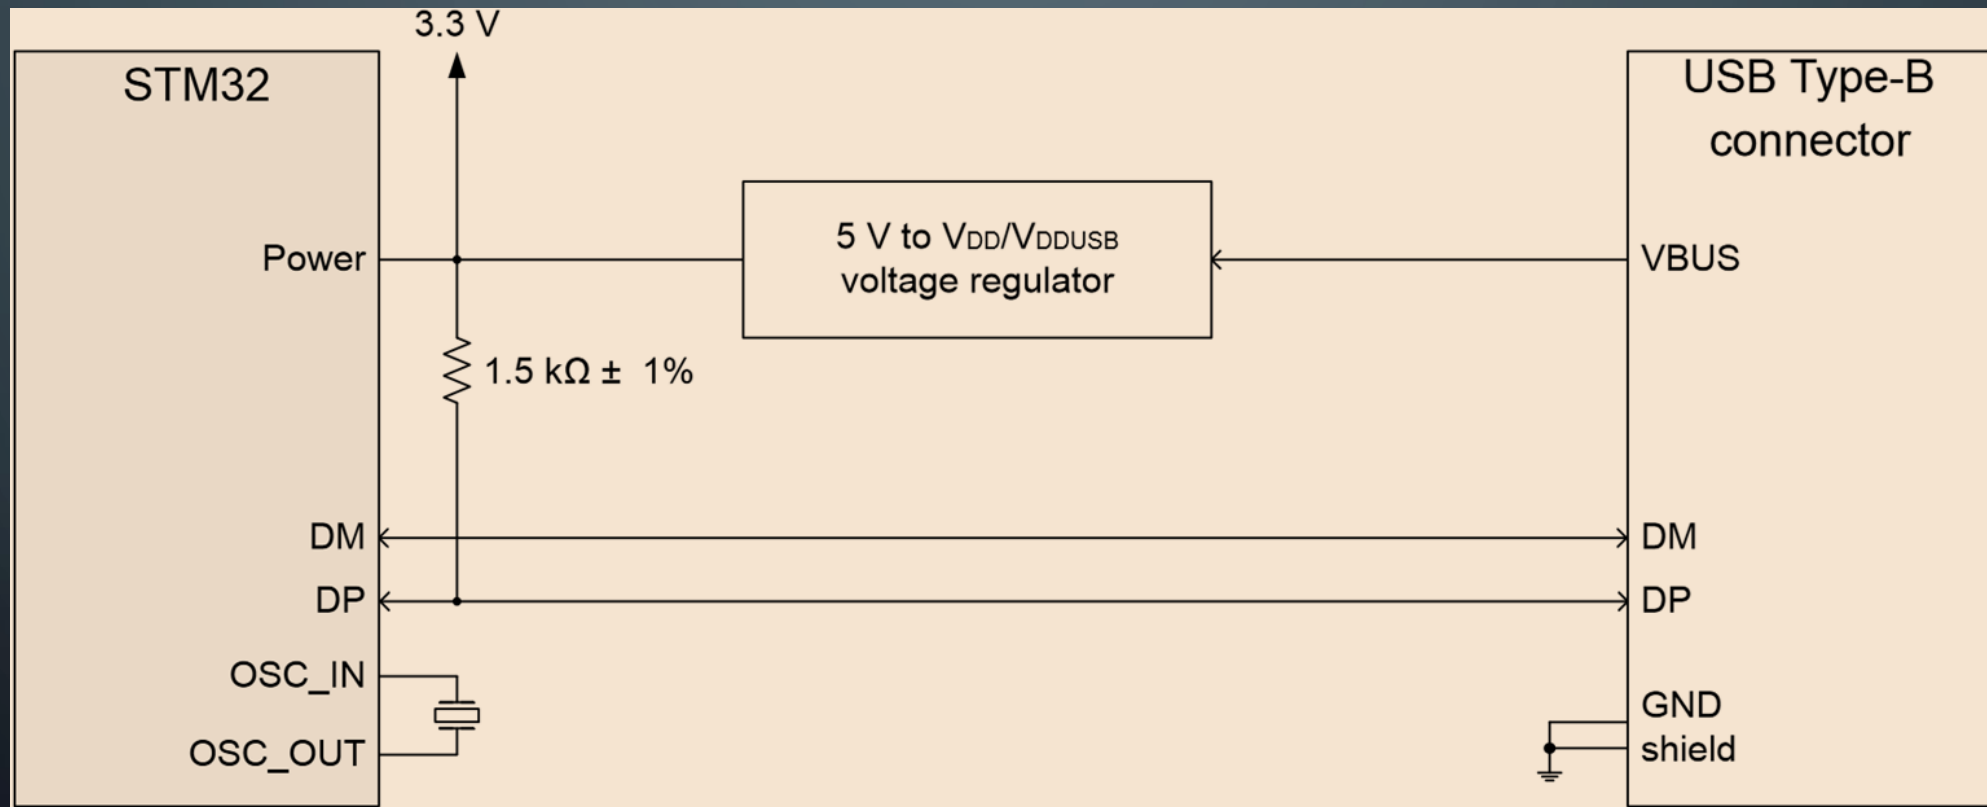 3.3 V
STM32
USB Type-B
connector
5 V to VDD/VDDUSB
voltage regulator
Power
VBUS
1.5 kΩ ± 1%
DM
DM
DP
DP
OSC_IN
GND
OSC_OUT
shield